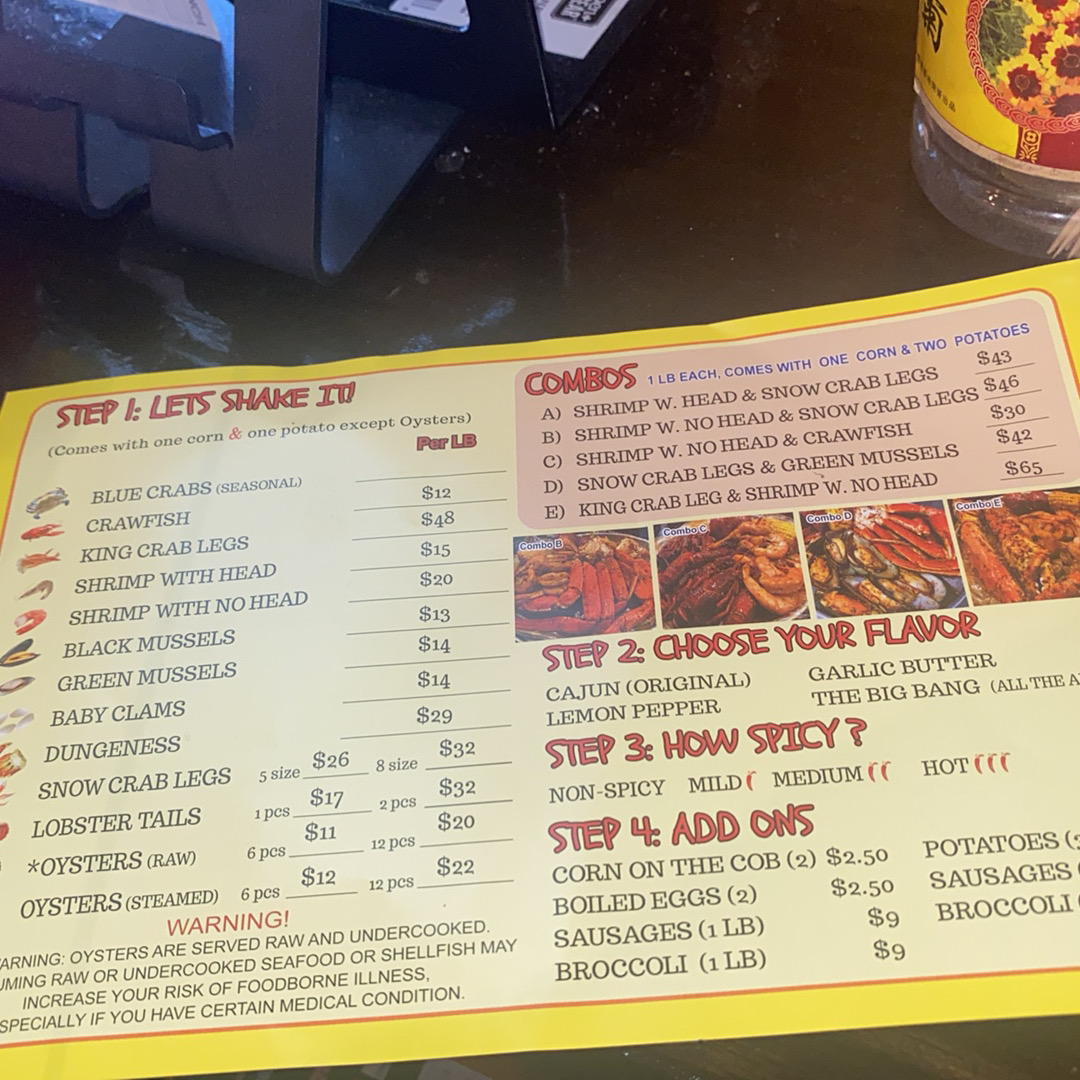 STEP 1: LETS SHAKE IT!
(Comes with one corn & one potato except Oysters)
Per LB
BLUE CRABS (SEASONAL)
CRAWFISH $12
KING CRAB LEGS $48
SHRIMP WITH HEAD $15
SHRIMP WITH NO HEAD $20
BLACK MUSSELS $13
GREEN MUSSELS $14
BABY CLAMS $14
DUNGENESS $29
SNOW CRAB LEGS 5 size $26 8 size $32
LOBSTER TAILS 1 pcs $17 2 pcs $32
*OYSTERS (RAW) 6 pcs $11 12 pcs $20
OYSTERS (STEAMED) 6 pcs $12 12 pcs $22
WARNING!
ARNING: OYSTERS ARE SERVED RAW AND UNDERCOOKED.
UMING RAW OR UNDERCOOKED SEAFOOD OR SHELLFISH MAY
INCREASE YOUR RISK OF FOODBORNE ILLNESS,
SPECIALLY IF YOU HAVE CERTAIN MEDICAL CONDITION.
COMBOS 1 LB EACH, COMES WITH ONE CORN & TWO POTATOES
A) SHRIMP W. HEAD & SNOW CRAB LEGS $43
B) SHRIMP W. NO HEAD & SNOW CRAB LEGS $46
C) SHRIMP W. NO HEAD & CRAWFISH $30
D) SNOW CRAB LEGS & GREEN MUSSELS $42
E) KING CRAB LEG & SHRIMP W. NO HEAD $65
Combo B
Combo C
Combo D
Combo E
STEP 2: CHOOSE YOUR FLAVOR
CAJUN (ORIGINAL) GARLIC BUTTER
LEMON PEPPER THE BIG BANG (ALL THE A
STEP 3: HOW SPICY ?
NON-SPICY MILD MEDIUM HOT
STEP 4: ADD ONS
CORN ON THE COB (2) $2.50 POTATOES (
BOILED EGGS (2) $2.50 SAUSAGES (
SAUSAGES (1 LB) $9 BROCCOLI (
BROCCOLI (1 LB) $9